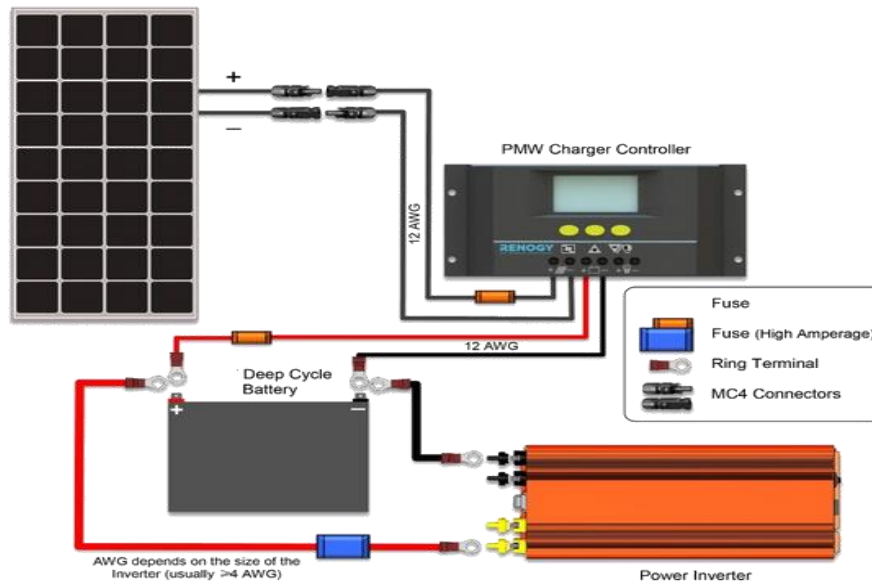 +
−
PMW Charger Controller
12 AWG
RENOGY
Fuse
Fuse (High Amperage)
Ring Terminal
MC4 Connectors
12 AWG
Deep Cycle
Battery
+ −
AWG depends on the size of the
Inverter (usually ≥4 AWG)
Power Inverter